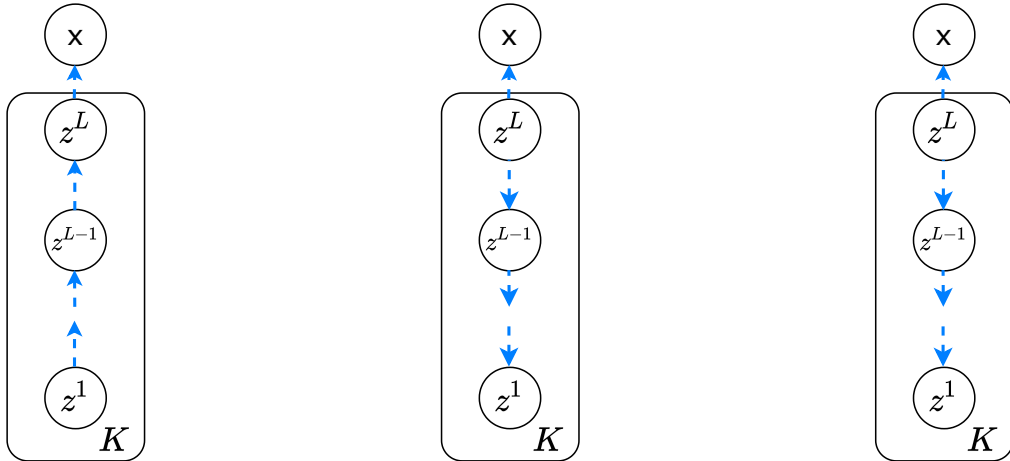 x x x
z^L z^L z^L
z^{L-1} z^{L-1} z^{L-1}
z^1 z^1 z^1
K K K